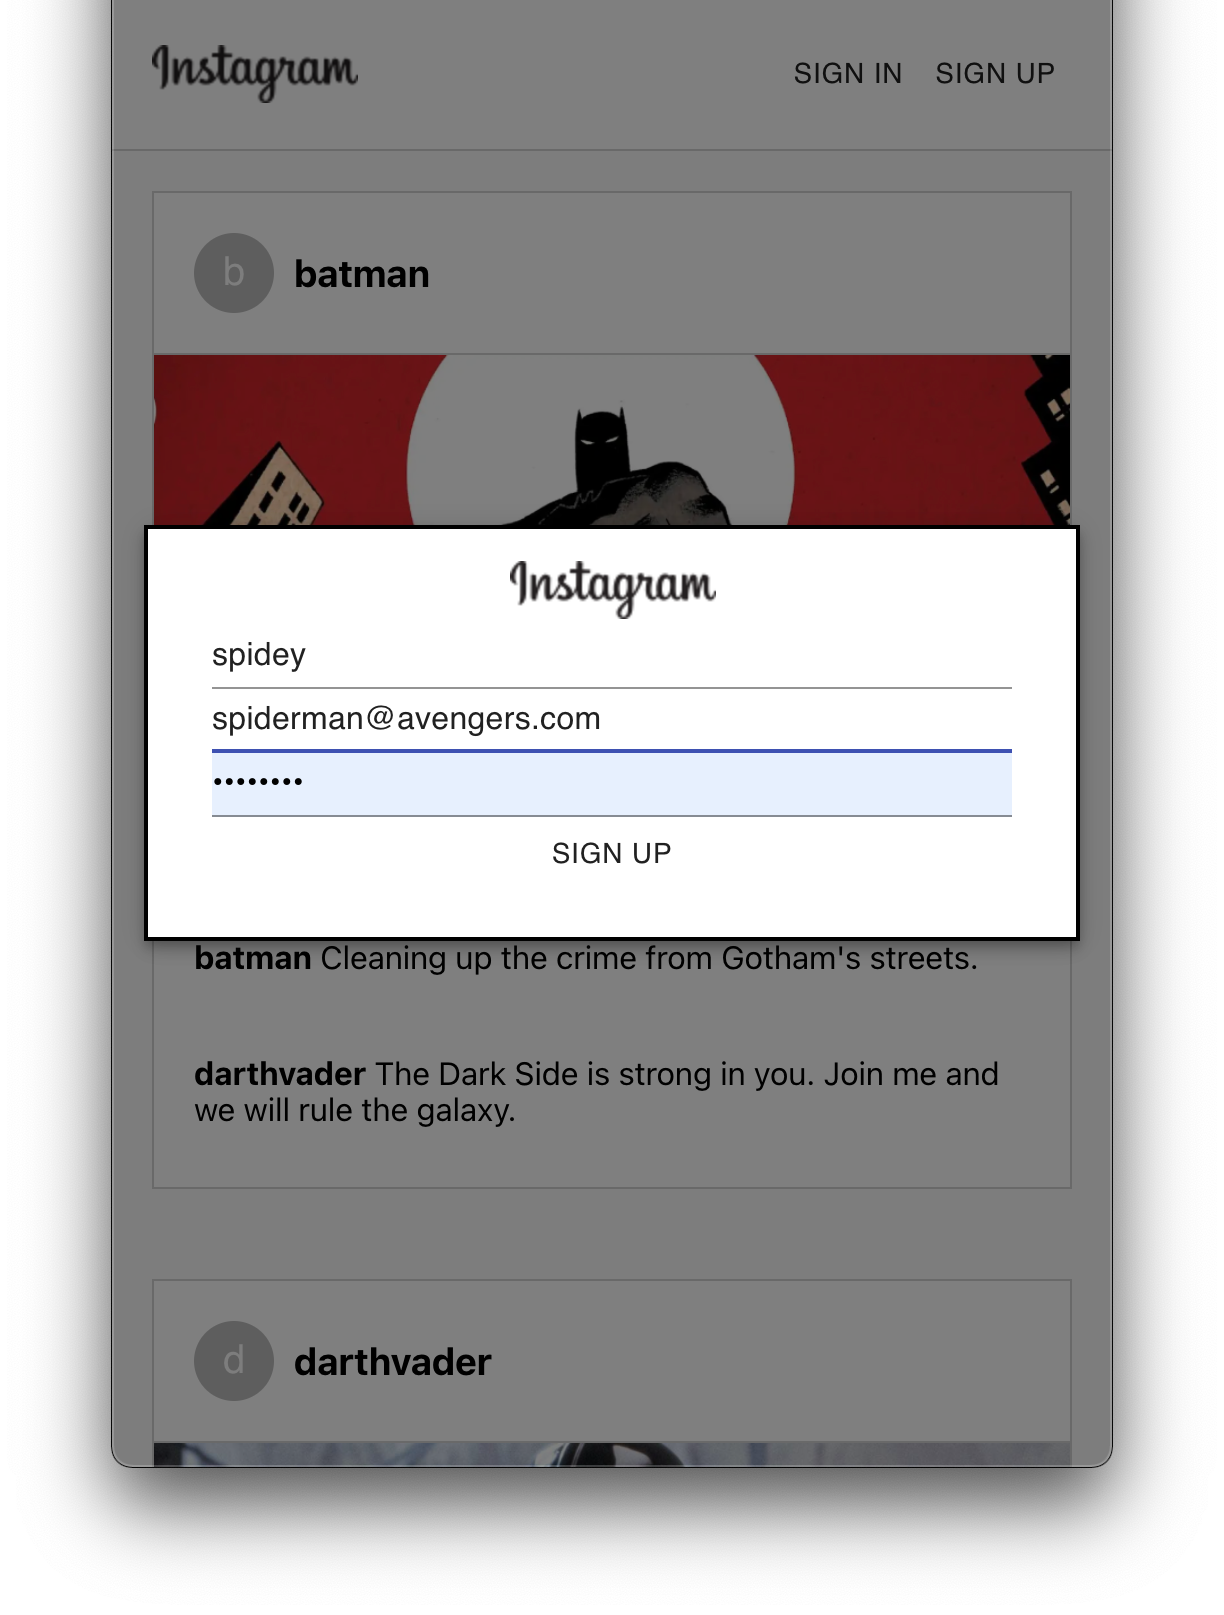 Instagram
SIGN IN SIGN UP
b
batman
Instagram
spidey
spiderman@avengers.com
••••••••
SIGN UP
batman Cleaning up the crime from Gotham's streets.
darthvader The Dark Side is strong in you. Join me and
we will rule the galaxy.
d
darthvader